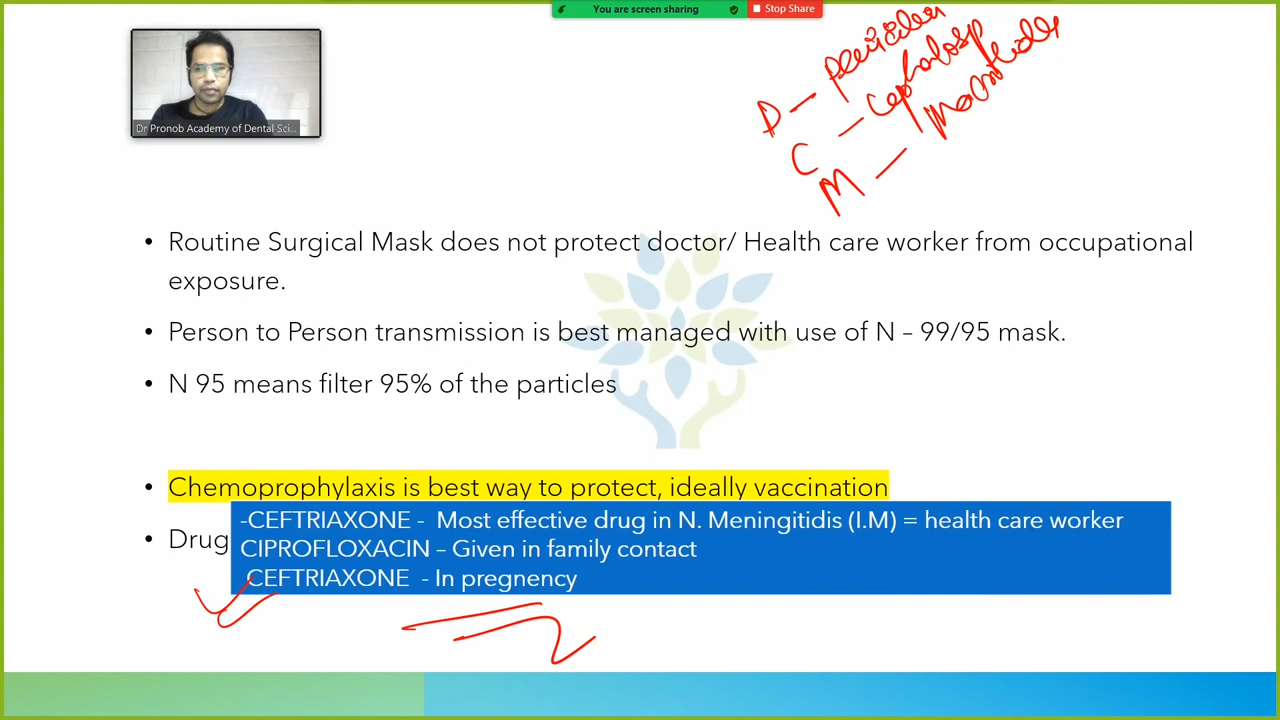 You are screen sharing
Stop Share
Dr Pronob Academy of Dental Sci...
P —
C — Cephalosp
M —
• Routine Surgical Mask does not protect doctor/ Health care worker from occupational
exposure.
• Person to Person transmission is best managed with use of N – 99/95 mask.
• N 95 means filter 95% of the particles
• Chemoprophylaxis is best way to protect, ideally vaccination
• Drug
-CEFTRIAXONE - Most effective drug in N. Meningitidis (I.M) = health care worker
CIPROFLOXACIN – Given in family contact
CEFTRIAXONE - In pregnency